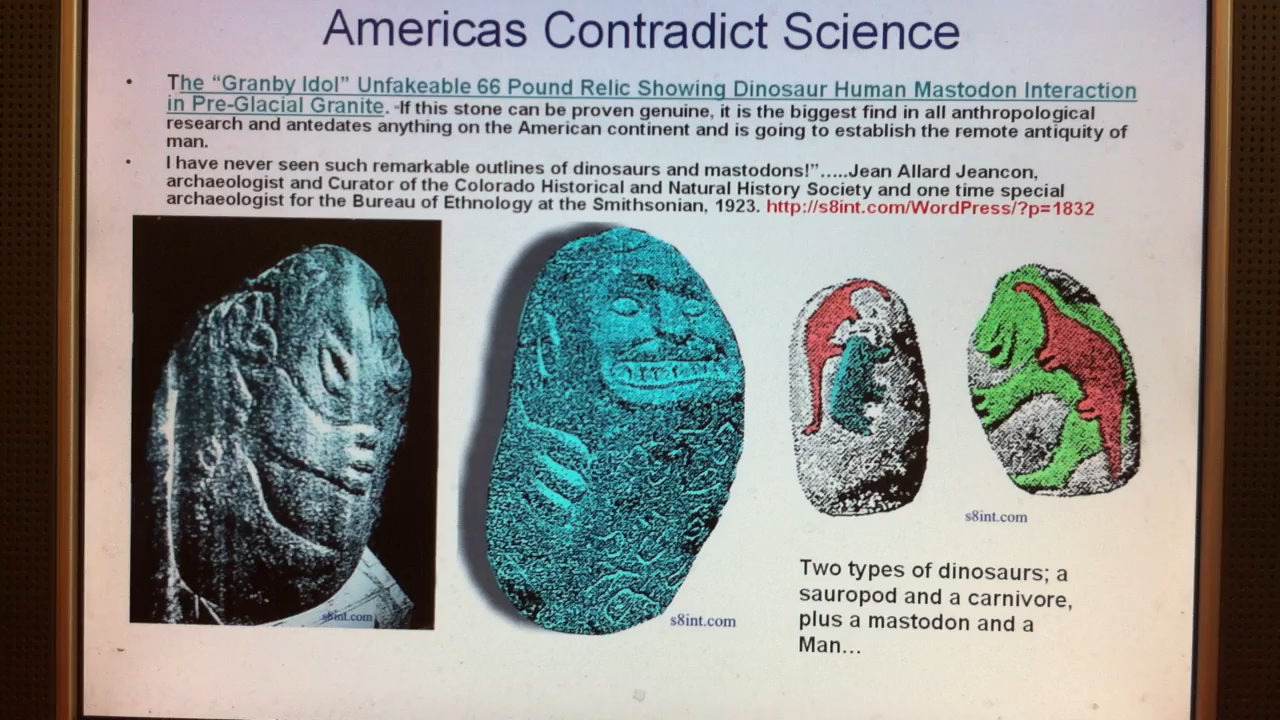 Americas Contradict Science
• The “Granby Idol” Unfakeable 66 Pound Relic Showing Dinosaur Human Mastodon Interaction
in Pre-Glacial Granite. “If this stone can be proven genuine, it is the biggest find in all anthropological
research and antedates anything on the American continent and is going to establish the remote antiquity of
man.
• I have never seen such remarkable outlines of dinosaurs and mastodons!”.....Jean Allard Jeancon,
archaeologist and Curator of the Colorado Historical and Natural History Society and one time special
archaeologist for the Bureau of Ethnology at the Smithsonian, 1923. http://s8int.com/WordPress/?p=1832
s8int.com
s8int.com
s8int.com
Two types of dinosaurs; a
sauropod and a carnivore,
plus a mastodon and a
Man...